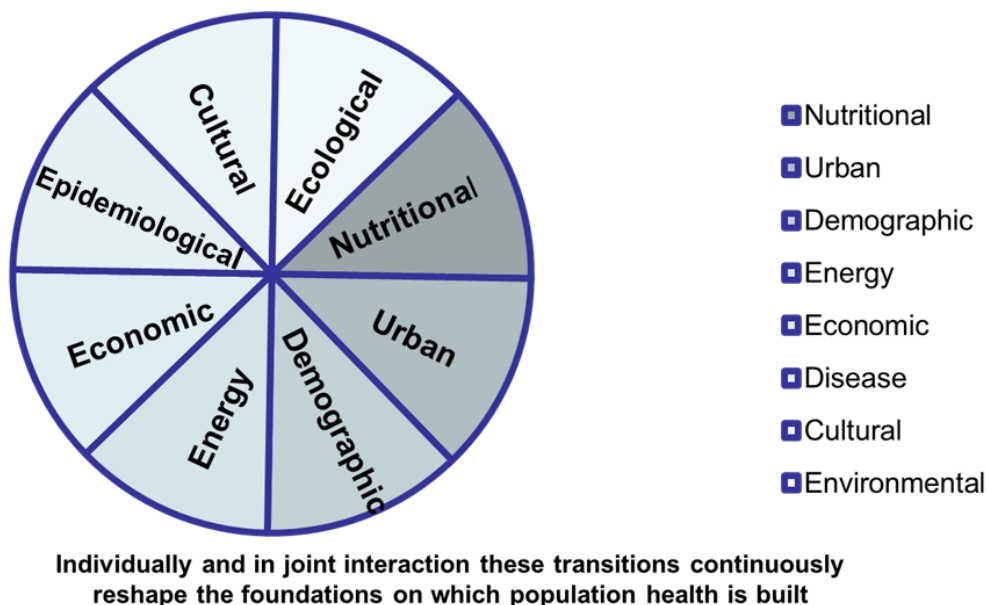 Cultural
Ecological
Epidemiological
Nutritional
Economic
Urban
Energy
Demographic
Nutritional
Urban
Demographic
Energy
Economic
Disease
Cultural
Environmental
Individually and in joint interaction these transitions continuously
reshape the foundations on which population health is built